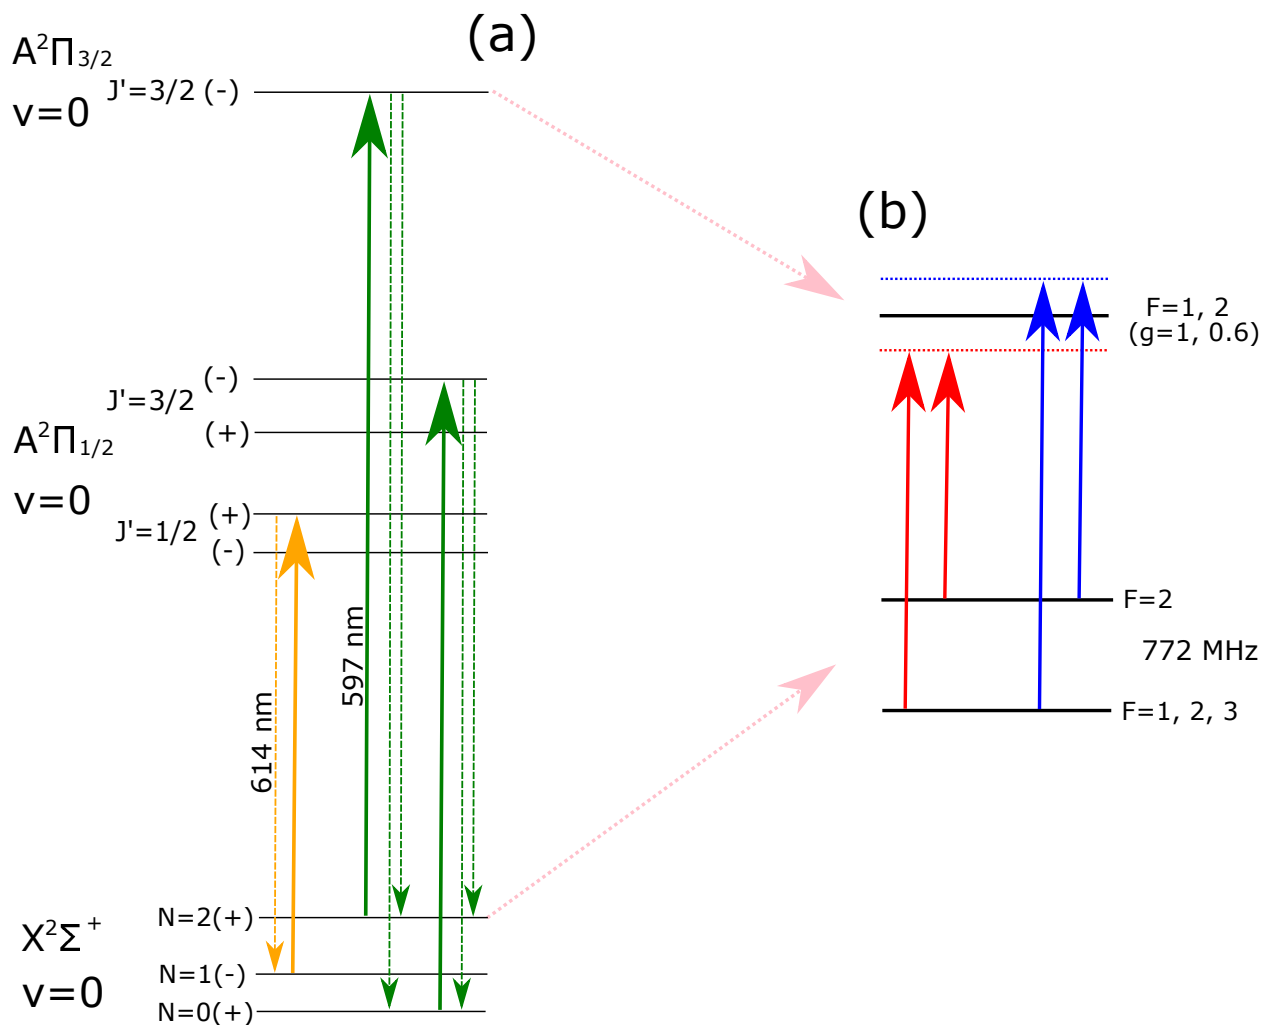 (a)
A²Π3/2
v=0
J'=3/2 (-)
(b)
F=1, 2
(g=1, 0.6)
(-)
J'=3/2
(+)
A²Π1/2
v=0
(+)
J'=1/2
(-)
F=2
772 MHz
F=1, 2, 3
597 nm
614 nm
N=2(+)
X²Σ⁺
v=0
N=1(-)
N=0(+)